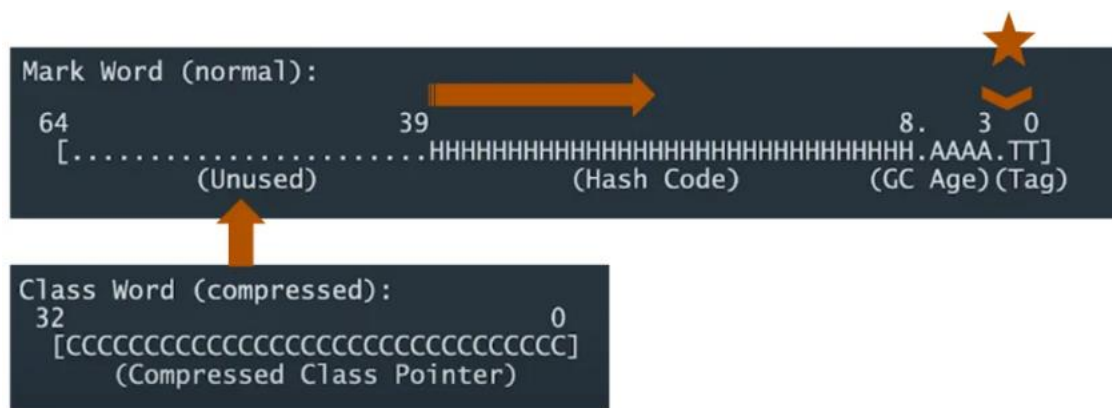 Mark Word (normal):
64 39 8. 3 0
[.......................HHHHHHHHHHHHHHHHHHHHHHHHHHHHHHH.AAAA.TT]
(Unused) (Hash Code) (GC Age)(Tag)
Class Word (compressed):
32 0
[CCCCCCCCCCCCCCCCCCCCCCCCCCCCCCCC]
(Compressed Class Pointer)